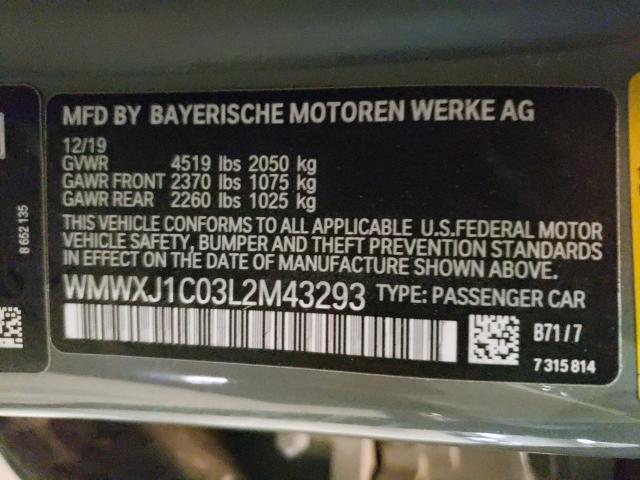 MFD BY BAYERISCHE MOTOREN WERKE AG
12/19
GVWR 4519 lbs 2050 kg
GAWR FRONT 2370 lbs 1075 kg
GAWR REAR 2260 lbs 1025 kg
THIS VEHICLE CONFORMS TO ALL APPLICABLE U.S.FEDERAL MOTOR
VEHICLE SAFETY, BUMPER AND THEFT PREVENTION STANDARDS
IN EFFECT ON THE DATE OF MANUFACTURE SHOWN ABOVE.
WMWXJ1C03L2M43293 TYPE: PASSENGER CAR
B71/7
7 315 814
8 652 135